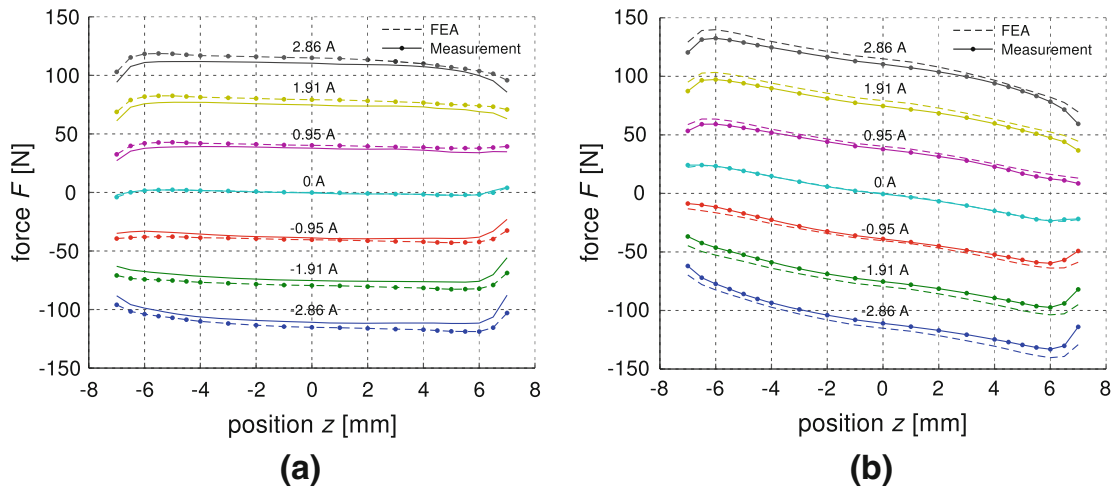 150
100
50
0
-50
-100
-150
-8
-6
-4
-2
0
2
4
6
8
force F [N]
position z [mm]
FEA
Measurement
2.86 A
1.91 A
0.95 A
0 A
-0.95 A
-1.91 A
-2.86 A
(a)
150
100
50
0
-50
-100
-150
-8
-6
-4
-2
0
2
4
6
8
force F [N]
position z [mm]
FEA
Measurement
2.86 A
1.91 A
0.95 A
0 A
-0.95 A
-1.91 A
-2.86 A
(b)